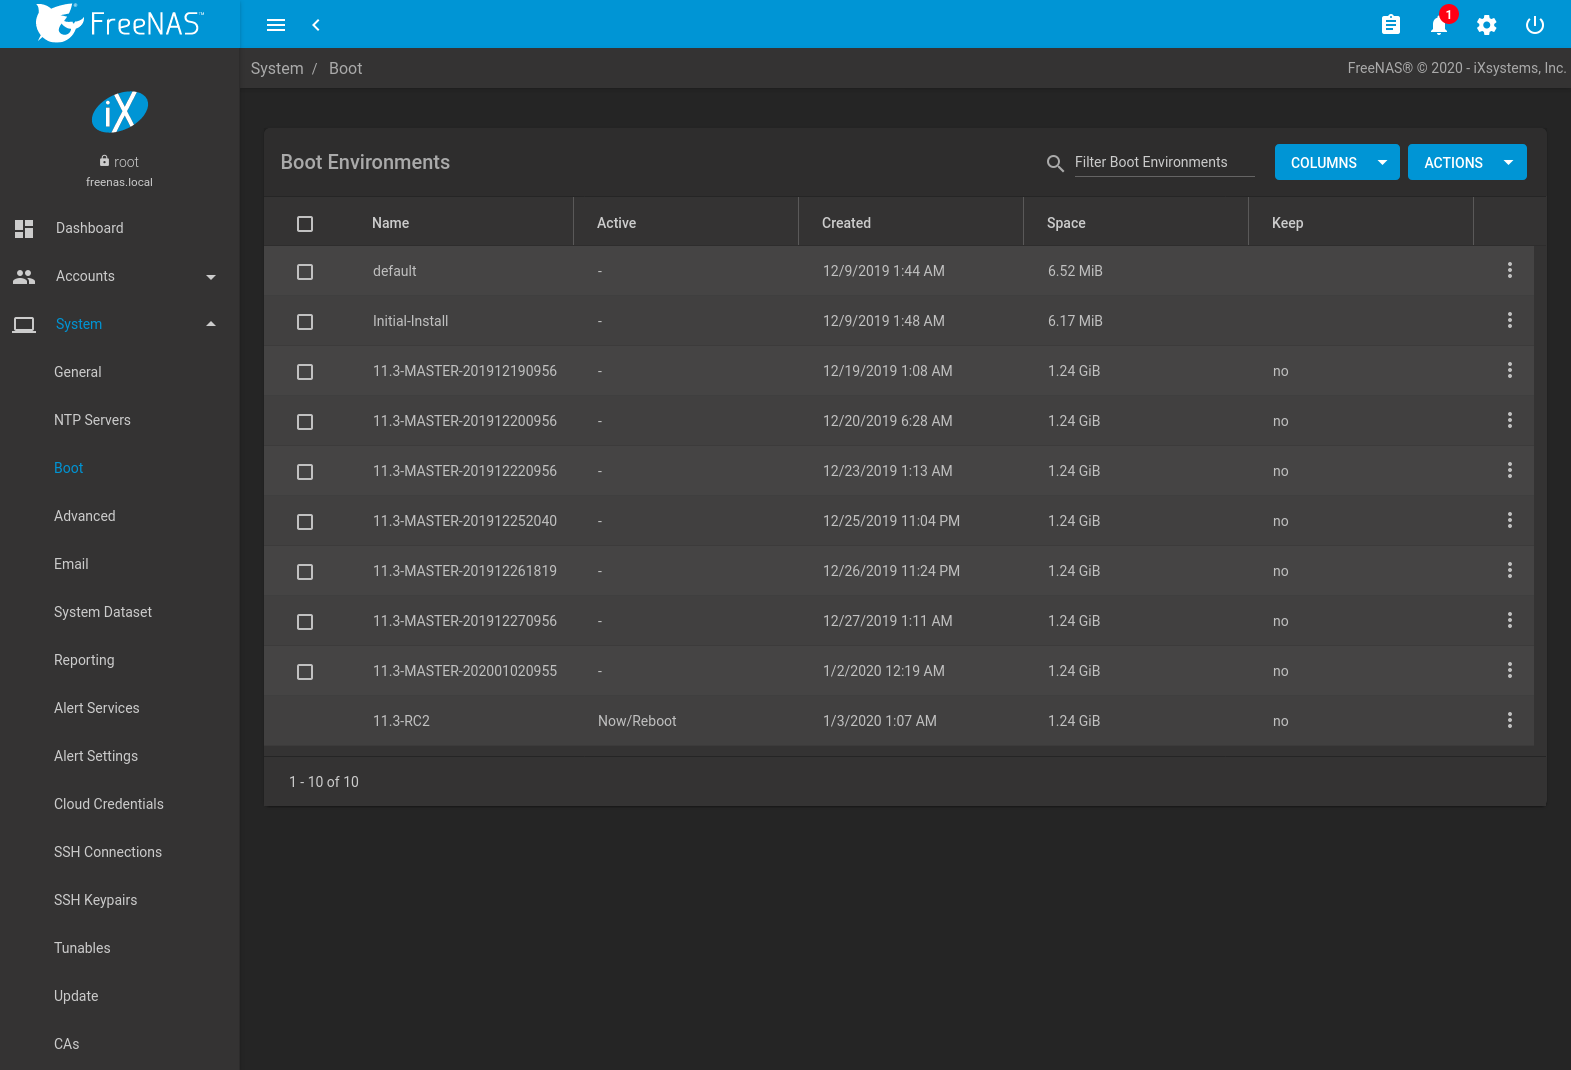 FreeNAS™
1
System / Boot
FreeNAS® © 2020 - iXsystems, Inc.
iX
root
freenas.local
Dashboard
Accounts
System
General
NTP Servers
Boot
Advanced
Email
System Dataset
Reporting
Alert Services
Alert Settings
Cloud Credentials
SSH Connections
SSH Keypairs
Tunables
Update
CAs
Boot Environments
Filter Boot Environments
COLUMNS
ACTIONS
Name Active Created Space Keep
default - 12/9/2019 1:44 AM 6.52 MiB
Initial-Install - 12/9/2019 1:48 AM 6.17 MiB
11.3-MASTER-201912190956 - 12/19/2019 1:08 AM 1.24 GiB no
11.3-MASTER-201912200956 - 12/20/2019 6:28 AM 1.24 GiB no
11.3-MASTER-201912220956 - 12/23/2019 1:13 AM 1.24 GiB no
11.3-MASTER-201912252040 - 12/25/2019 11:04 PM 1.24 GiB no
11.3-MASTER-201912261819 - 12/26/2019 11:24 PM 1.24 GiB no
11.3-MASTER-201912270956 - 12/27/2019 1:11 AM 1.24 GiB no
11.3-MASTER-202001020955 - 1/2/2020 12:19 AM 1.24 GiB no
11.3-RC2 Now/Reboot 1/3/2020 1:07 AM 1.24 GiB no
1 - 10 of 10